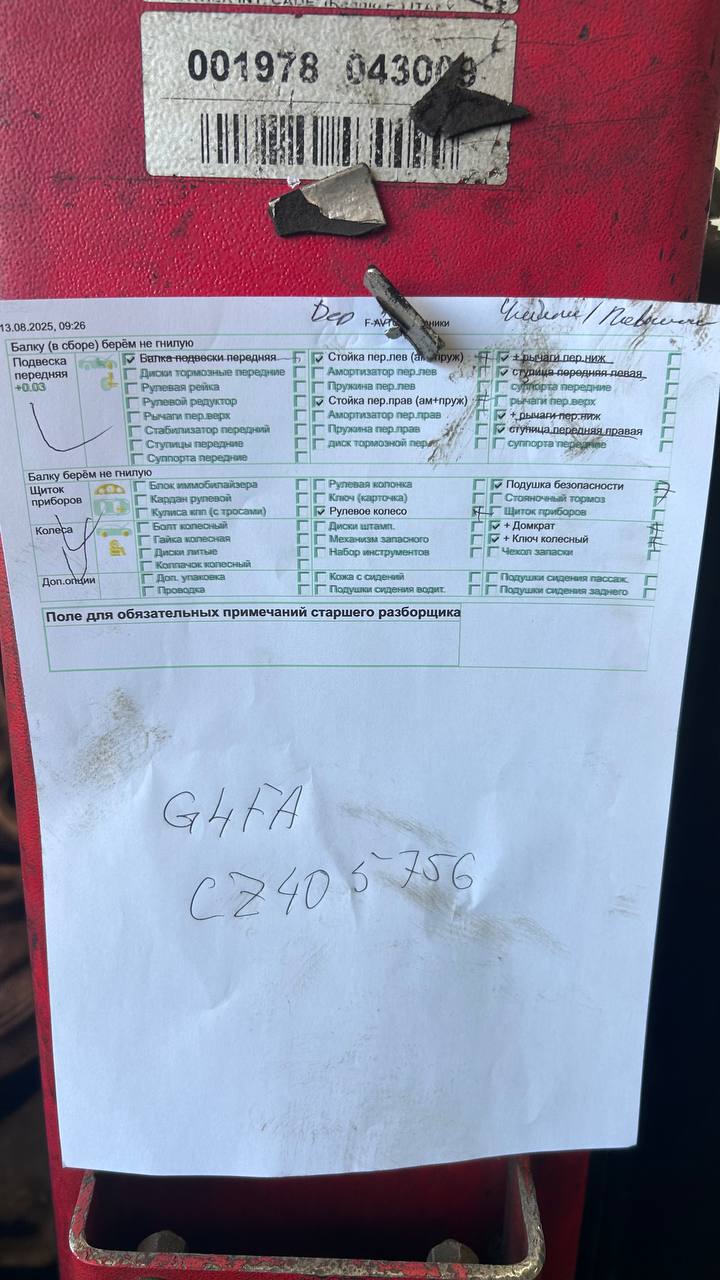 001978 043009
13.08.2025, 09:26
Балку (в сборе) берём не гнилую
Подвеска передняя +0.03
Балка подвески передняя
Стойка пер.лев
+ рычаги пер.ниж
Диски тормозные передние
Амортизатор пер.лев
ступица передняя левая
Рулевая рейка
Пружина пер.лев
суппорта передние
Рулевой редуктор
Стойка пер.прав (ам+пруж)
рычаги пер.верх
Рычаги пер.верх
Амортизатор пер.прав
+ рычаги пер.ниж
Стабилизатор передний
Пружина пер.прав
ступица передняя правая
Ступицы передние
диск тормозной
суппорта передние
Суппорта передние
Балку берём не гнилую
Щиток приборов
Блок иммобилайзера
Рулевая колонка
Подушка безопасности
Кардан рулевой
Ключ (карточка)
Стояночный тормоз
Кулиса кпп (с тросами)
Рулевое колесо
Щиток приборов
Колеса
Болт колесный
Диски штамп.
+ Домкрат
Гайка колесная
Механизм запасного
+ Ключ колесный
Диски литые
Набор инструментов
Чехол запаски
Колпачок колесный
Доп.опции
Доп. упаковка
Кожа с сидений
Подушки сидения пассаж.
Проводка
Подушки сидения водит.
Подушки сидения заднего
Поле для обязательных примечаний старшего разборщика
G4FA
CZ405756